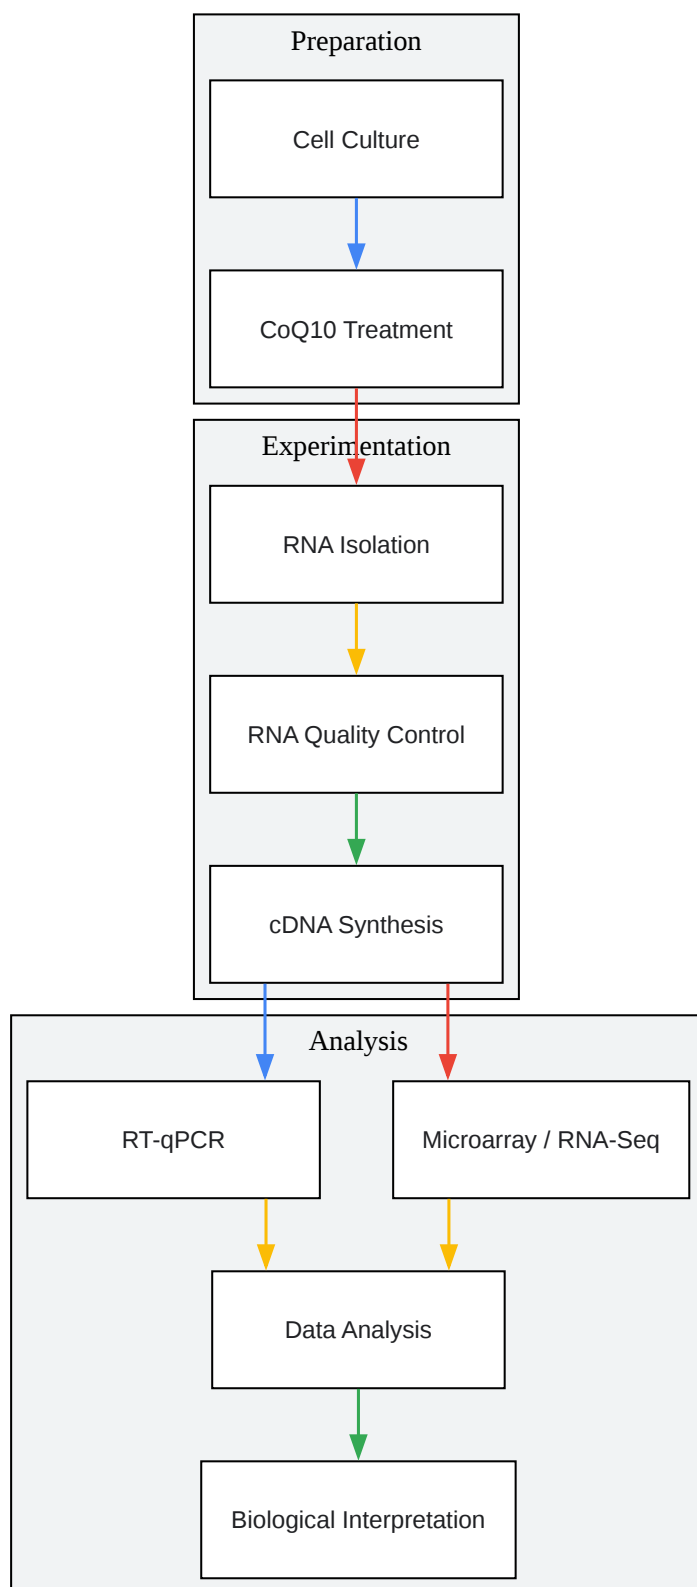 Preparation
Cell Culture
CoQ10 Treatment
Experimentation
RNA Isolation
RNA Quality Control
cDNA Synthesis
Analysis
RT-qPCR
Microarray / RNA-Seq
Data Analysis
Biological Interpretation